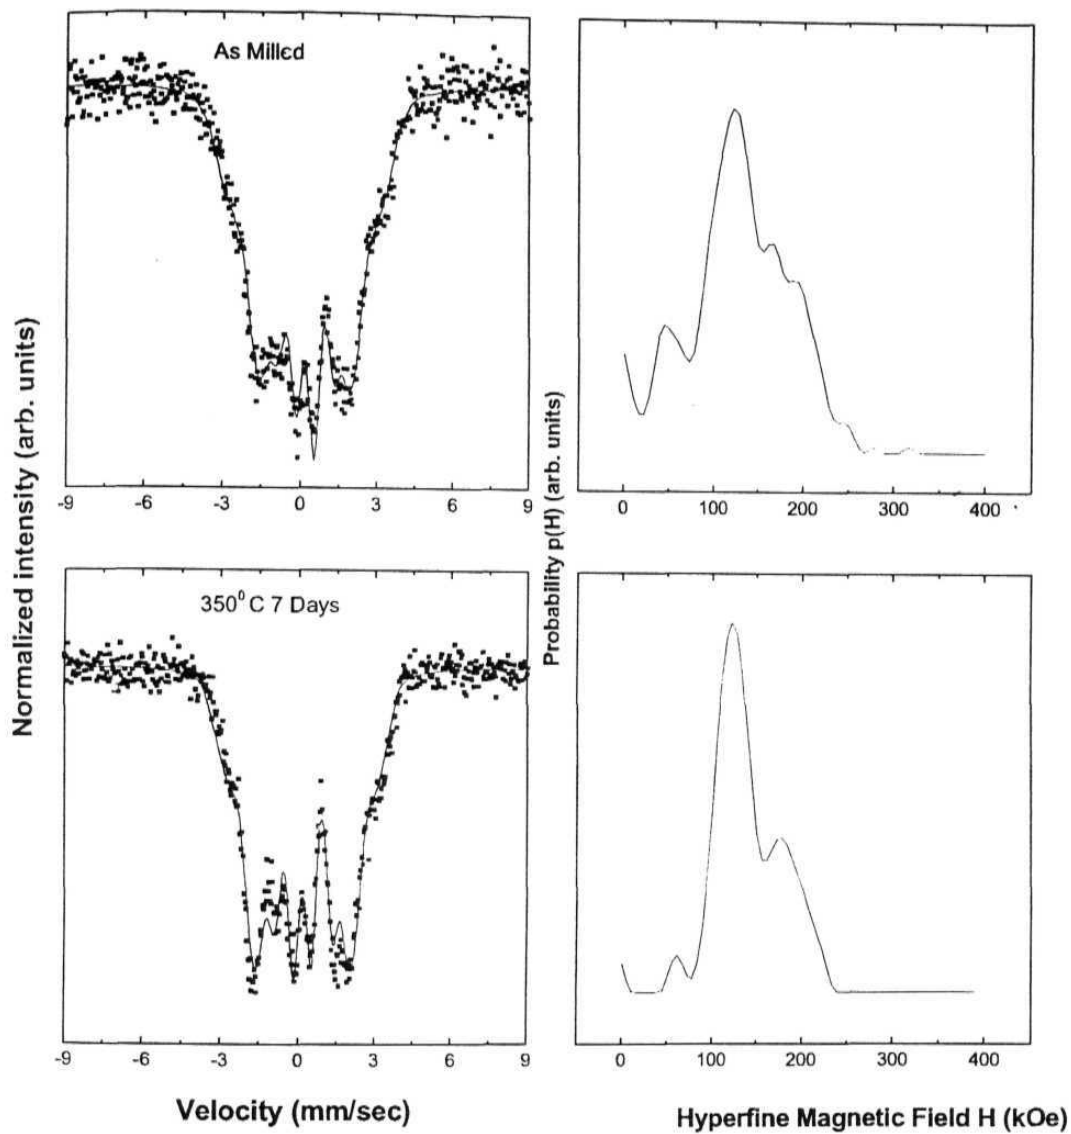 As Milled
-9 -6 -3 0 3 6 9
0 100 200 300 400
Normalized intensity (arb. units)
Probability p(H) (arb. units)
350⁰ C 7 Days
-9 -6 -3 0 3 6 9
0 100 200 300 400
Velocity (mm/sec)
Hyperfine Magnetic Field H (kOe)